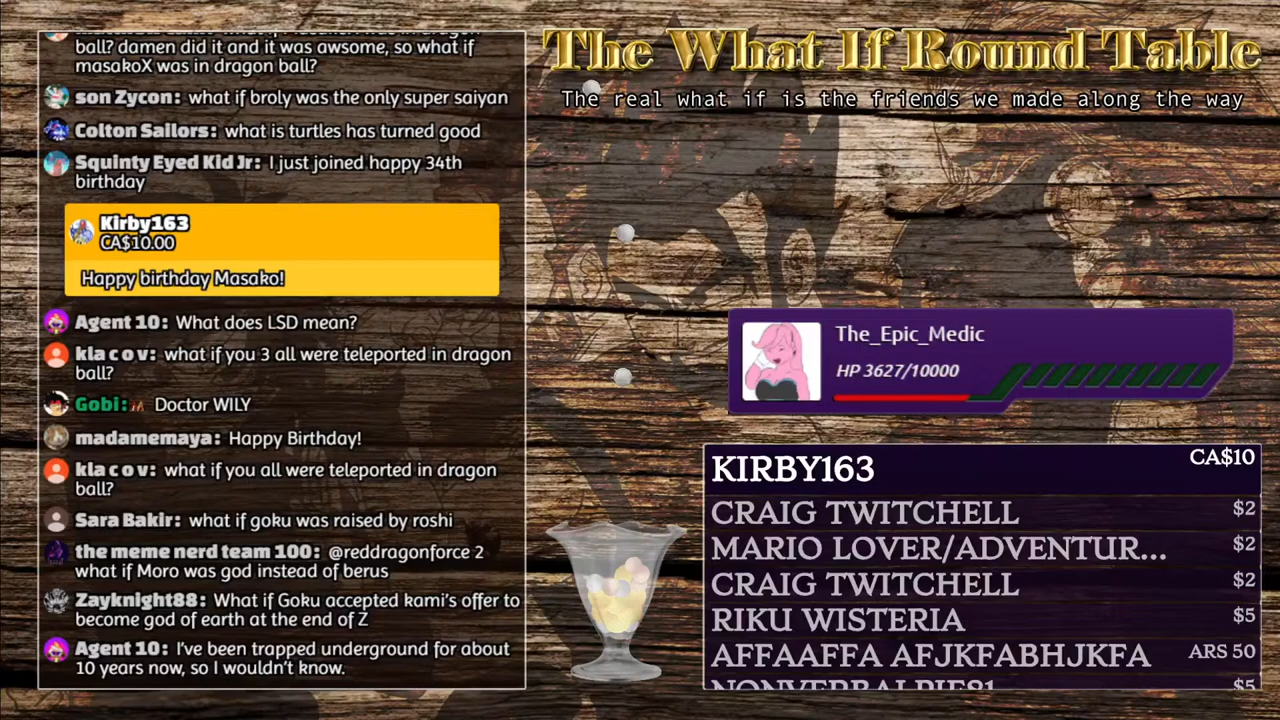 ball? damen did it and it was awsome, so what if
masakoX was in dragon ball?
son Zycon: what if broly was the only super saiyan
Colton Sailors: what is turtles has turned good
Squinty Eyed Kid Jr: I just joined happy 34th
birthday
Kirby163
CA$10.00
Happy birthday Masako!
Agent 10: What does LSD mean?
kla c o v: what if you 3 all were teleported in dragon
ball?
Gobi: Doctor WILY
madamemaya: Happy Birthday!
kla c o v: what if you all were teleported in dragon
ball?
Sara Bakir: what if goku was raised by roshi
the meme nerd team 100: @reddragonforce 2
what if Moro was god instead of berus
Zayknight88: What if Goku accepted kami's offer to
become god of earth at the end of Z
Agent 10: I've been trapped underground for about
10 years now, so I wouldn't know.
The What If Round Table
The real what if is the friends we made along the way
The_Epic_Medic
HP 3627/10000
KIRBY163 CA$10
CRAIG TWITCHELL $2
MARIO LOVER/ADVENTUR... $2
CRAIG TWITCHELL $2
RIKU WISTERIA $5
AFFAAFFA AFJKFABHJKFA ARS 50
NONVERBALPIE81 $5